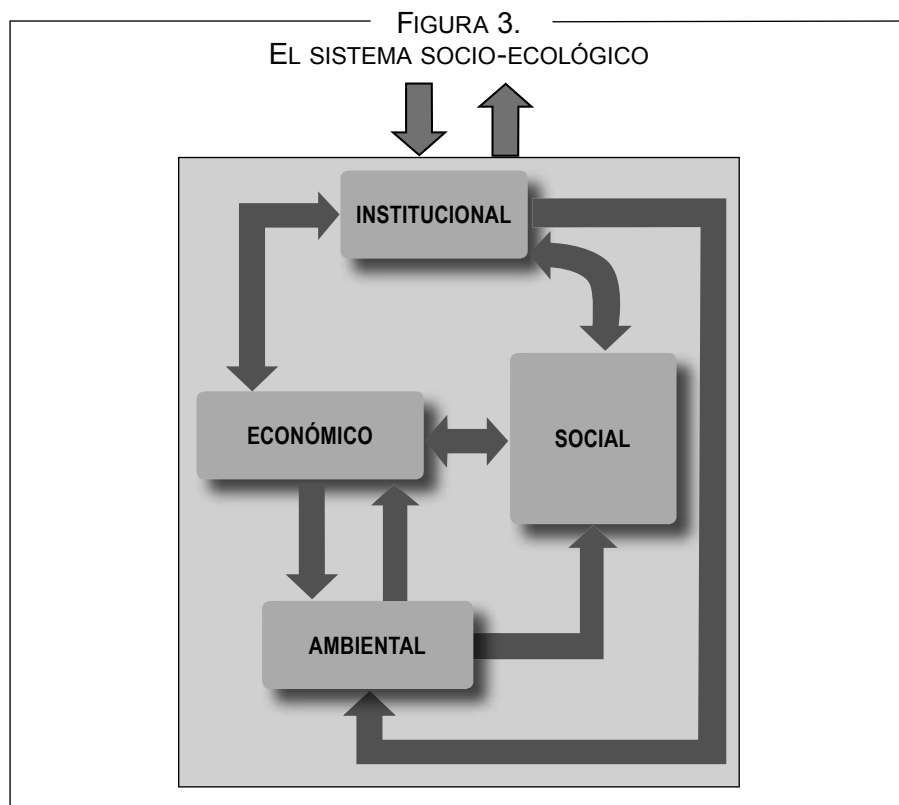 FIGURA 3.
EL SISTEMA SOCIO-ECOLÓGICO
INSTITUCIONAL
ECONÓMICO
SOCIAL
AMBIENTAL